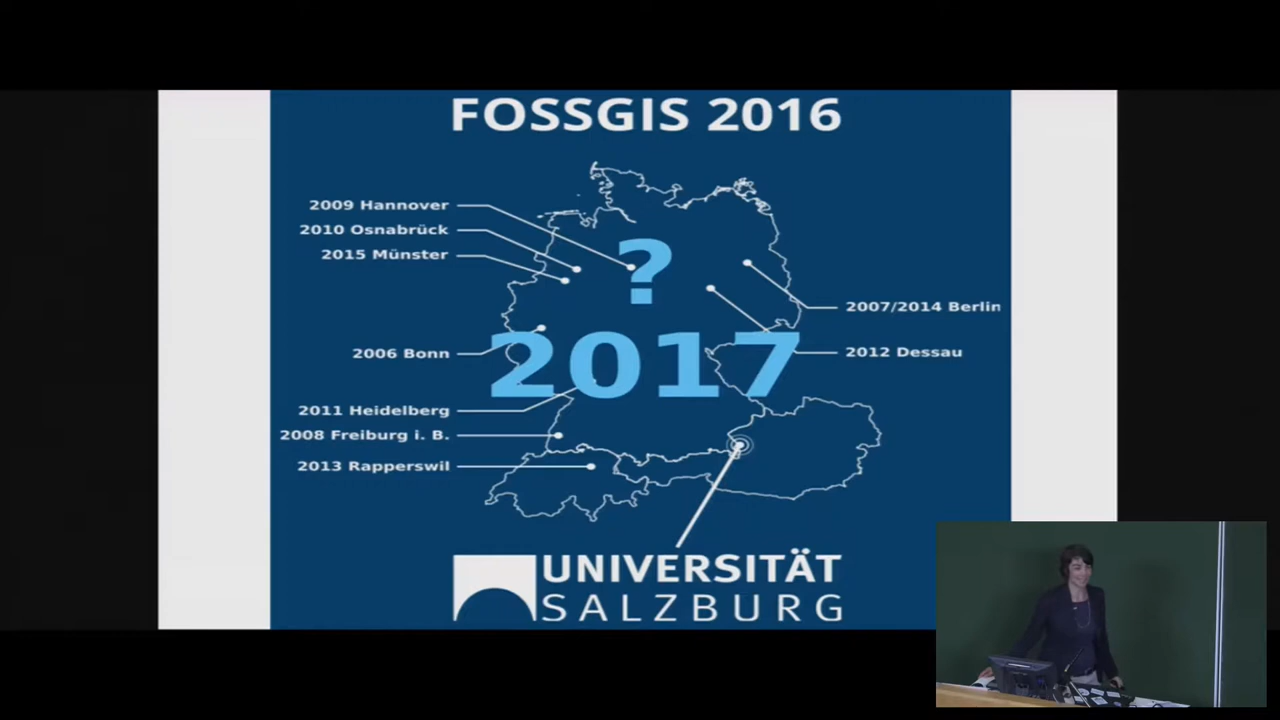 FOSSGIS 2016
2009 Hannover
2010 Osnabrück
2015 Münster
?
2007/2014 Berlin
2012 Dessau
2006 Bonn
2017
2011 Heidelberg
2008 Freiburg i. B.
2013 Rapperswil
UNIVERSITÄT
SALZBURG